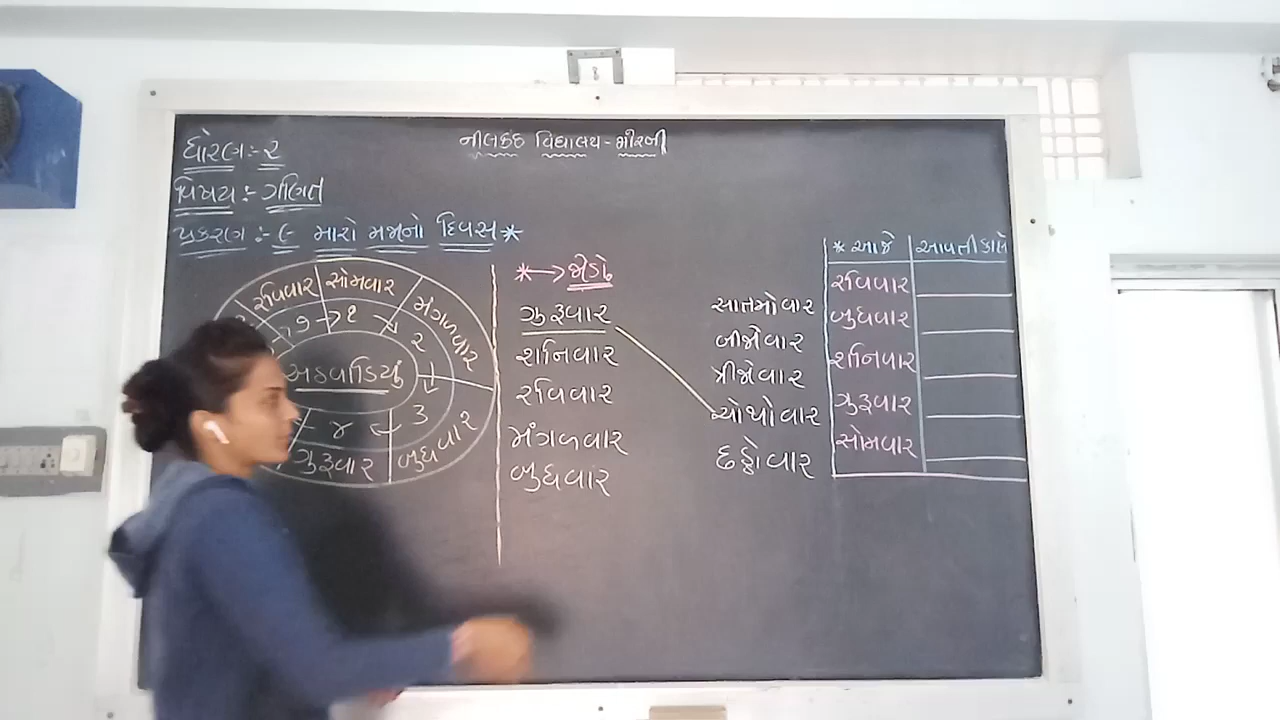 નીલકંઠ વિદ્યાલય - મોરબી
ધોરણ :- ૨
વિષય :- ગણિત
પ્રકરણ :- ૯ મારો મજાનો દિવસ *
રવિવાર સોમવાર મંગળવાર
૭ → ૧ → ૨
અઠવાડિયું
૪ ← ૩
ગુરૂવાર બુધવાર
* → જોડો
ગુરૂવાર સાતમો વાર
શનિવાર બીજો વાર
રવિવાર ત્રીજો વાર
મંગળવાર ચોથો વાર
બુધવાર છઠ્ઠો વાર
* આજે આવતીકાલે
રવિવાર
બુધવાર
શનિવાર
ગુરૂવાર
સોમવાર